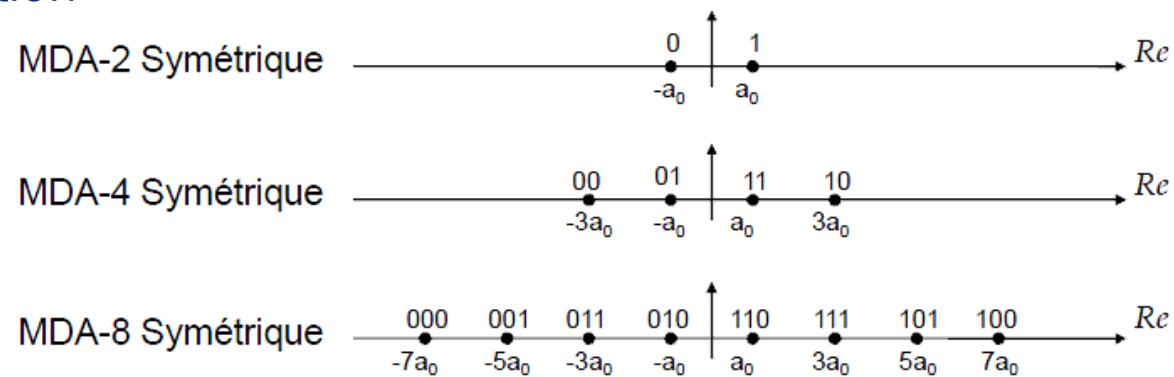 MDA-2 Symétrique 0 1 Re
-a₀ a₀
MDA-4 Symétrique 00 01 11 10 Re
-3a₀ -a₀ a₀ 3a₀
MDA-8 Symétrique 000 001 011 010 110 111 101 100 Re
-7a₀ -5a₀ -3a₀ -a₀ a₀ 3a₀ 5a₀ 7a₀